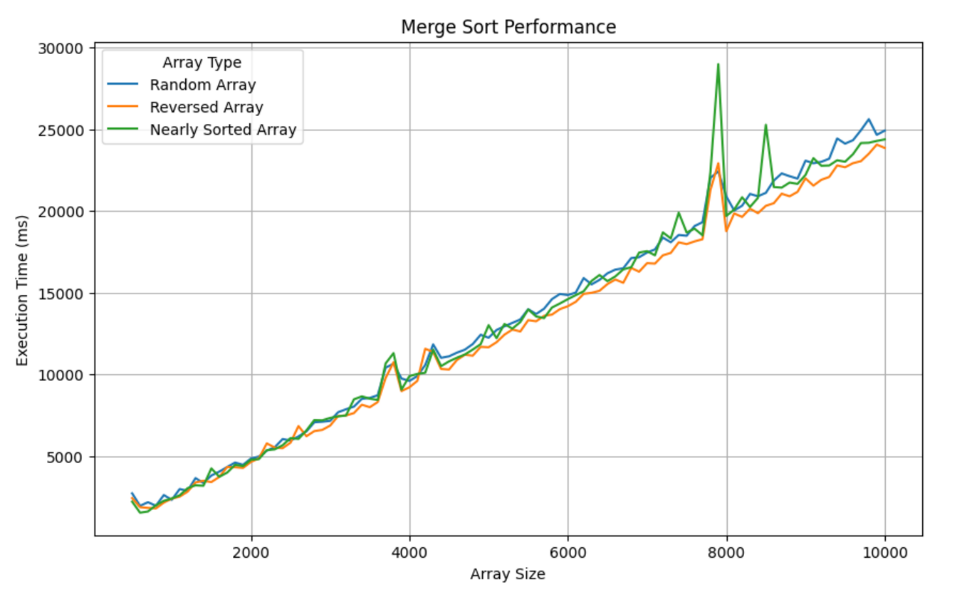 Merge Sort Performance
Execution Time (ms)
30000
25000
20000
15000
10000
5000
Array Type
Random Array
Reversed Array
Nearly Sorted Array
2000 4000 6000 8000 10000
Array Size